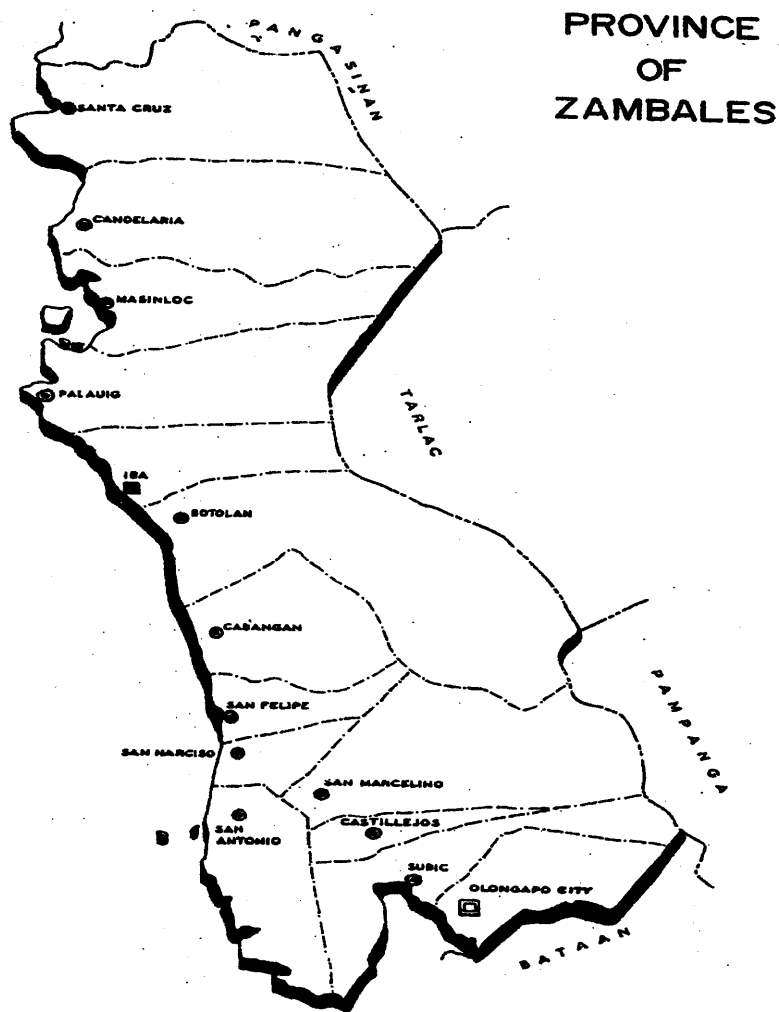 PROVINCE
OF
ZAMBALES
PANGASINAN
SANTA CRUZ
CANDELARIA
MASINLOC
PALAUIG
TARLAC
IBA
BOTOLAN
CABANGAN
PAMPANGA
SAN FELIPE
SAN NARCISO
SAN MARCELINO
CASTILLEJOS
SAN
ANTONIO
SUBIC
OLONGAPO CITY
BATAAN